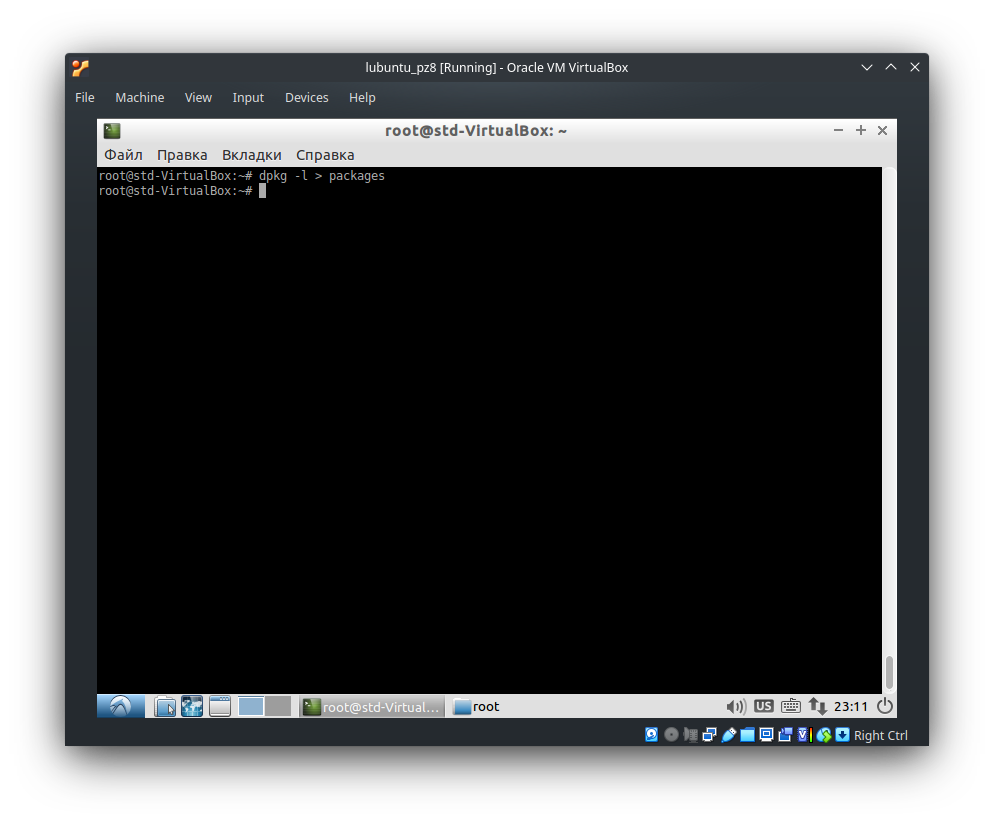 lubuntu_pz8 [Running] - Oracle VM VirtualBox
File Machine View Input Devices Help
root@std-VirtualBox: ~
Файл Правка Вкладки Справка
root@std-VirtualBox:~# dpkg -l > packages
root@std-VirtualBox:~#
root@std-Virtual... root US 23:11
Right Ctrl